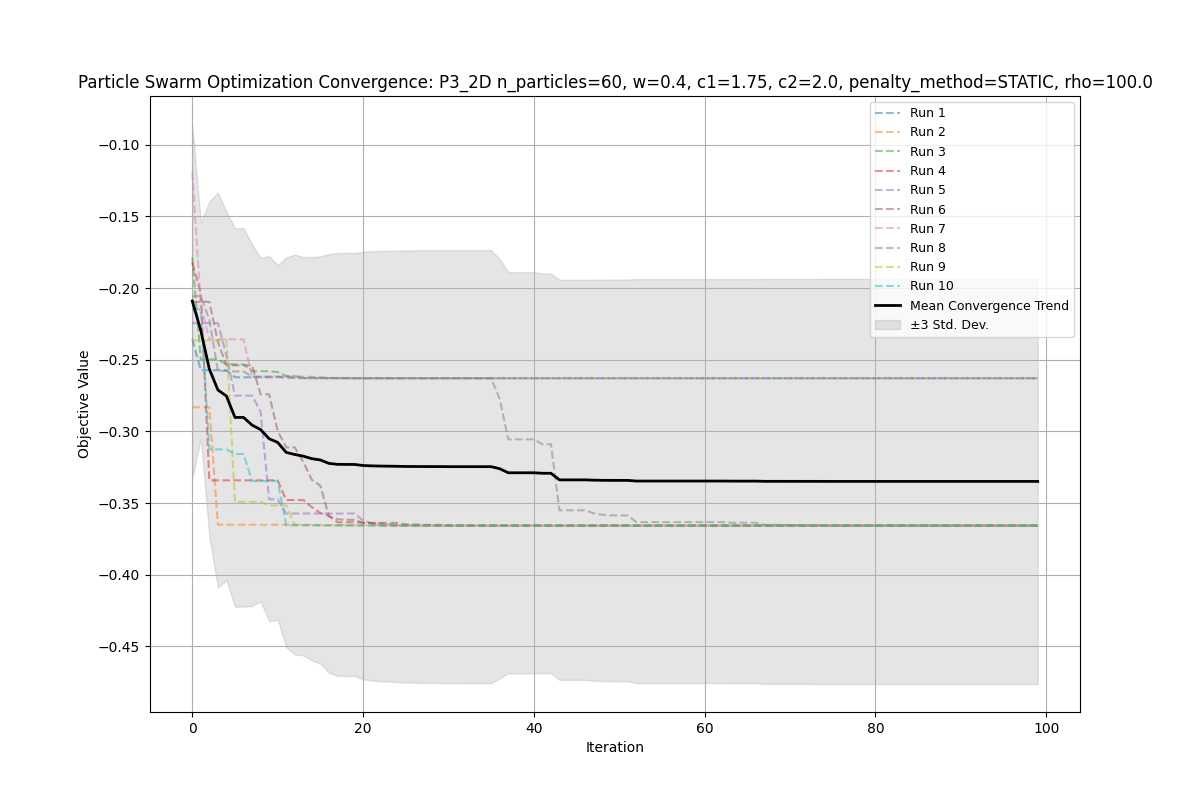 Particle Swarm Optimization Convergence: P3_2D n_particles=60, w=0.4, c1=1.75, c2=2.0, penalty_method=STATIC, rho=100.0
Run 1
Run 2
Run 3
Run 4
Run 5
Run 6
Run 7
Run 8
Run 9
Run 10
Mean Convergence Trend
±3 Std. Dev.
Objective Value
−0.10
−0.15
−0.20
−0.25
−0.30
−0.35
−0.40
−0.45
0 20 40 60 80 100
Iteration